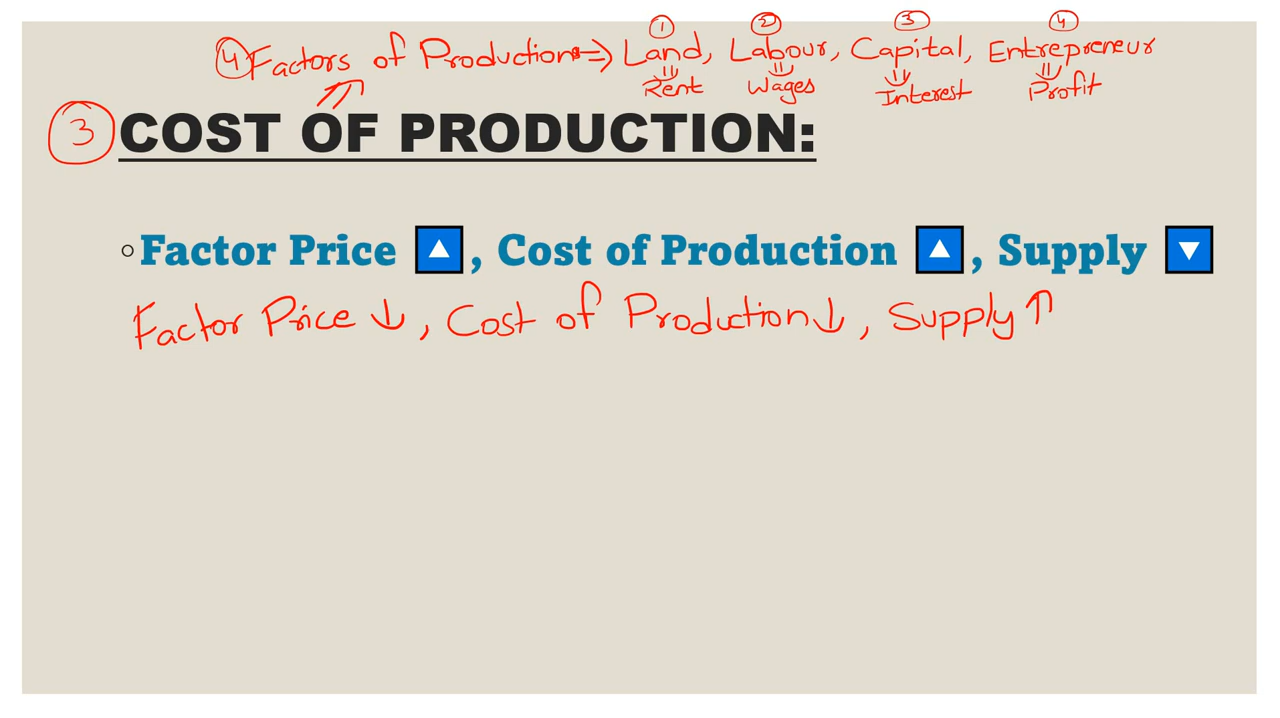 ① ② ③ ④
④ Factors of Production ⇒ Land, Labour, Capital, Entrepreneur
Rent Wages Interest Profit
③ COST OF PRODUCTION:
○ Factor Price 🔼, Cost of Production 🔼, Supply 🔽
Factor Price ↓, Cost of Production ↓, Supply ↑